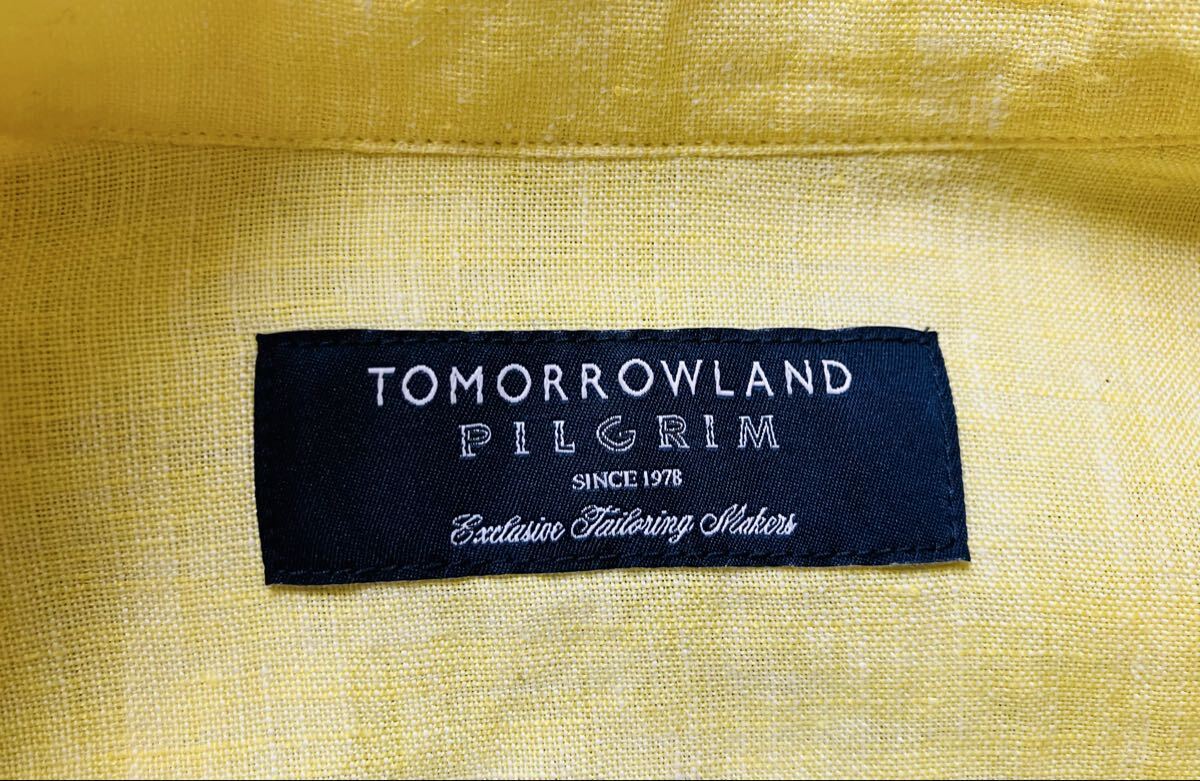 TOMORROWLAND
PILGRIM
SINCE 1978
Exclusive Tailoring Makers